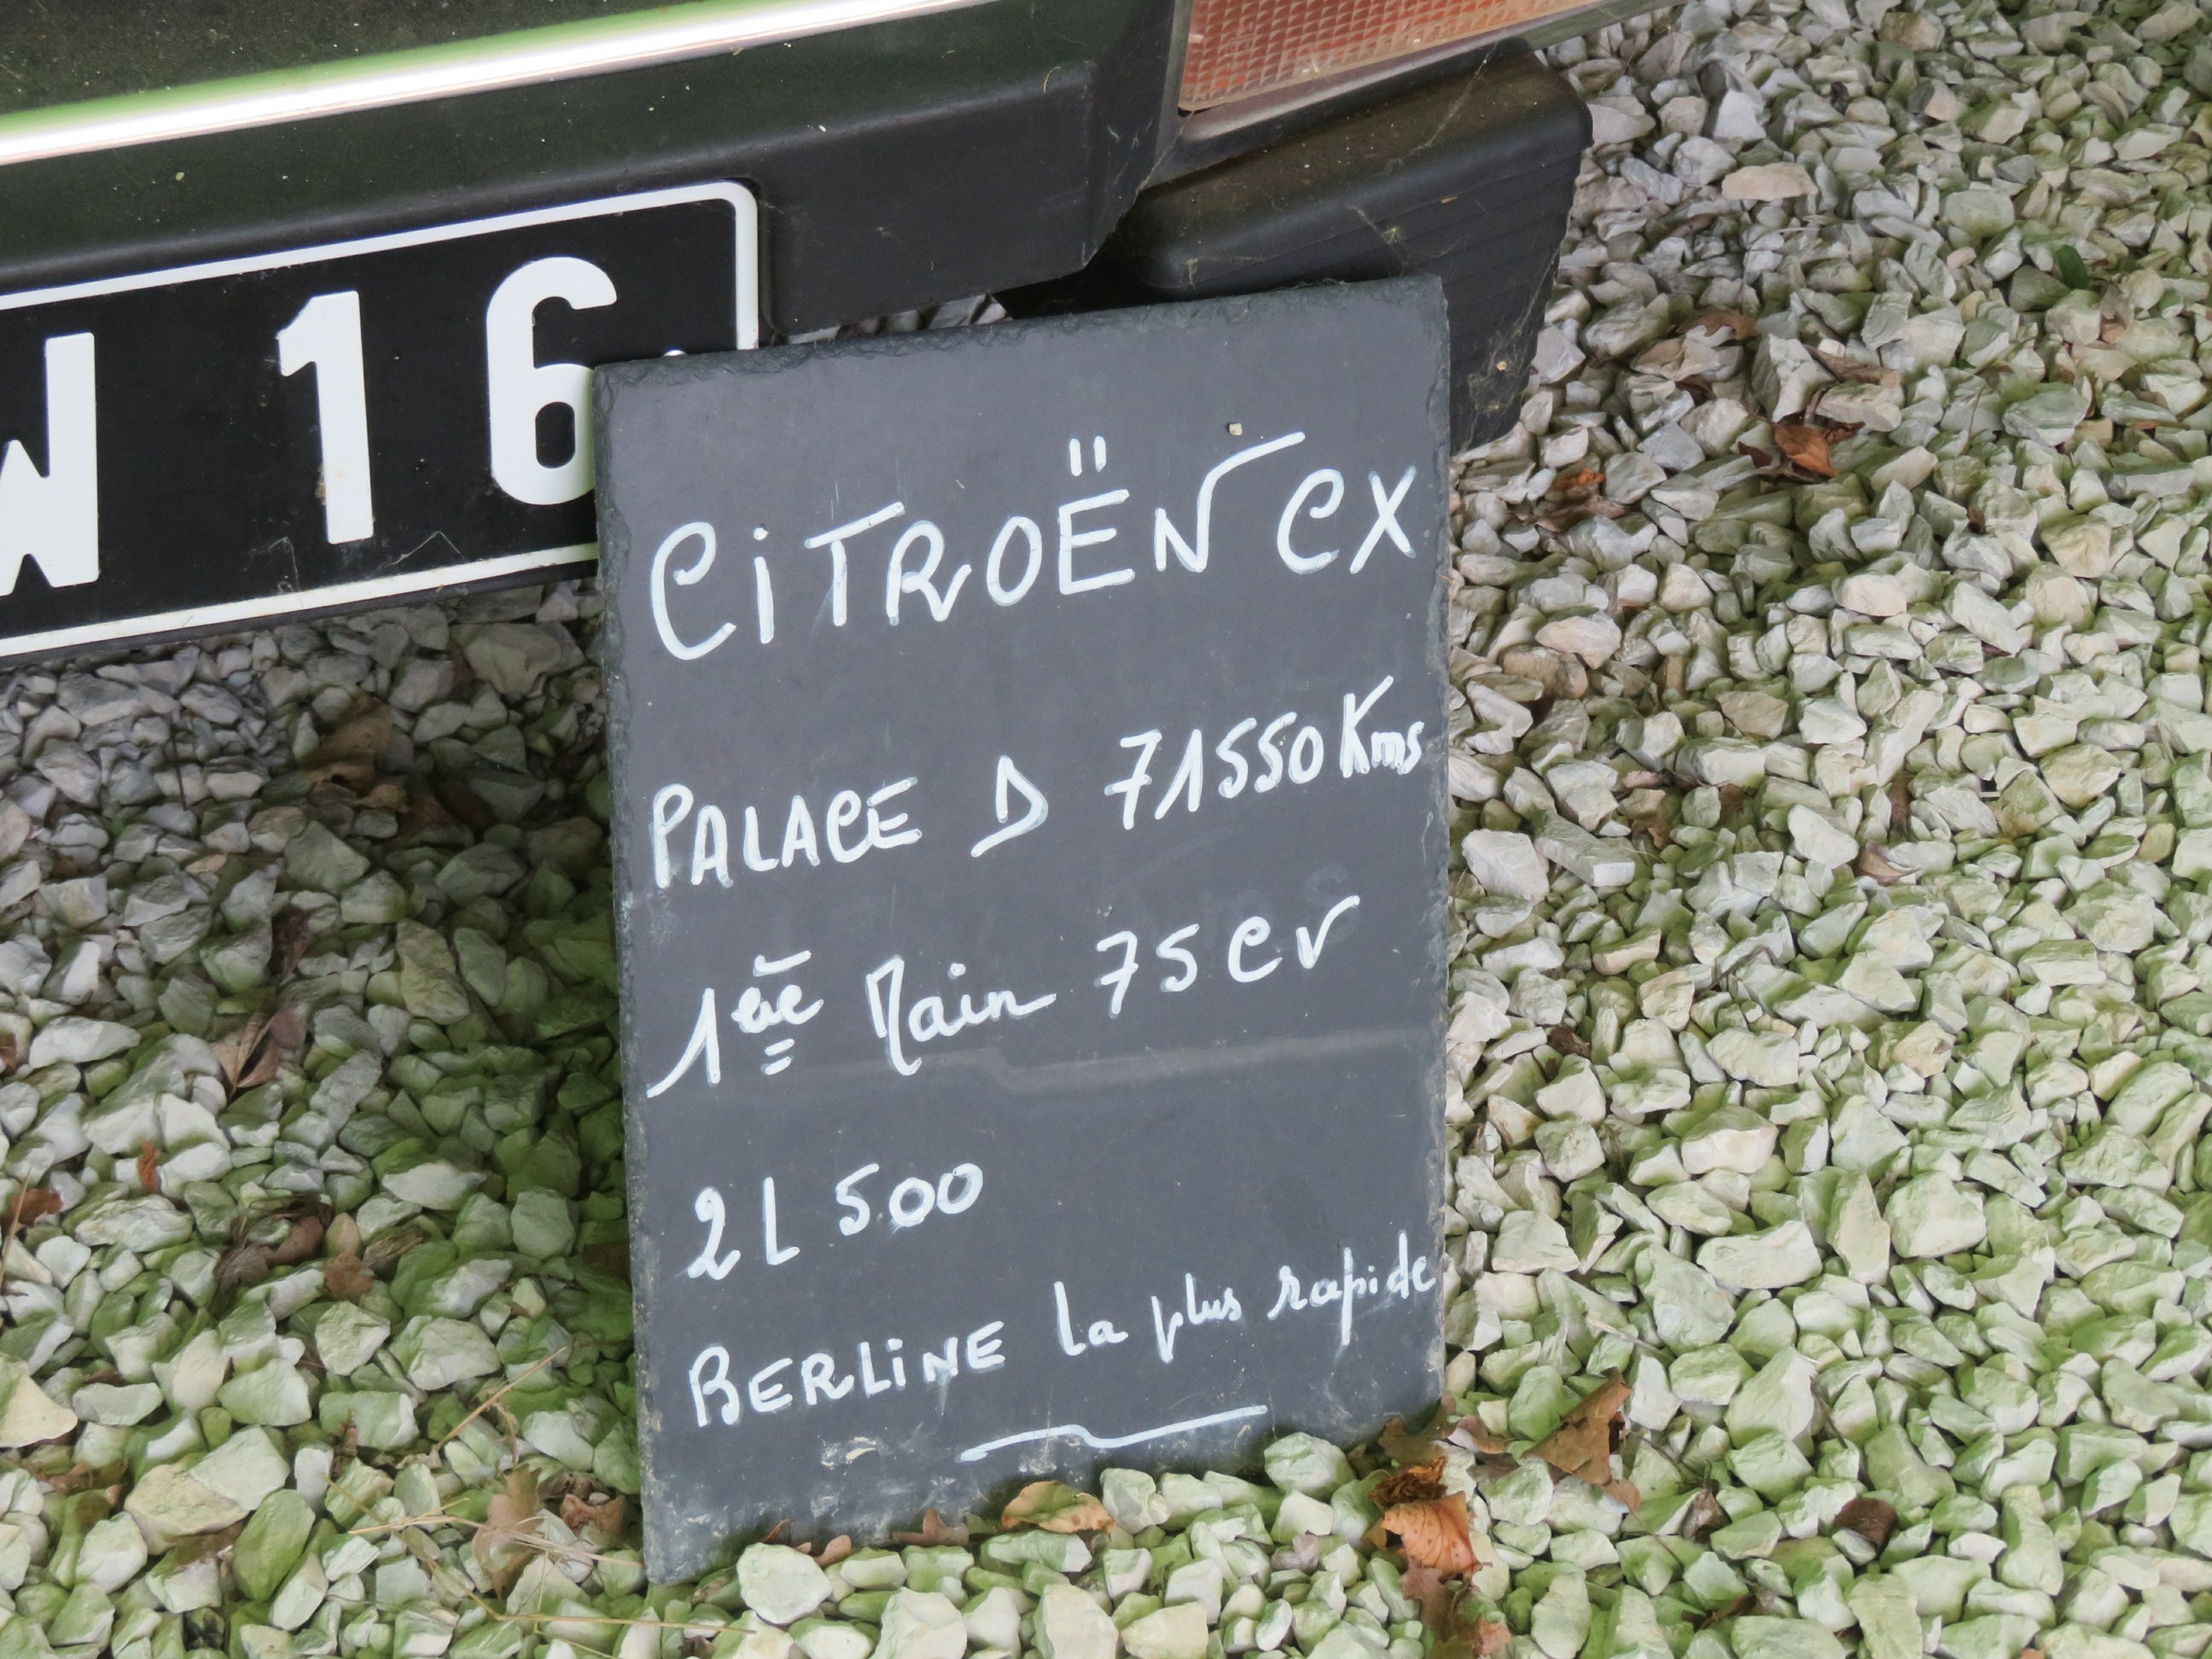 W 16
CiTROËN CX
PALACE D 71550 Kms
1ère Main 75 CV
2L 500
BERLiNE la plus rapide